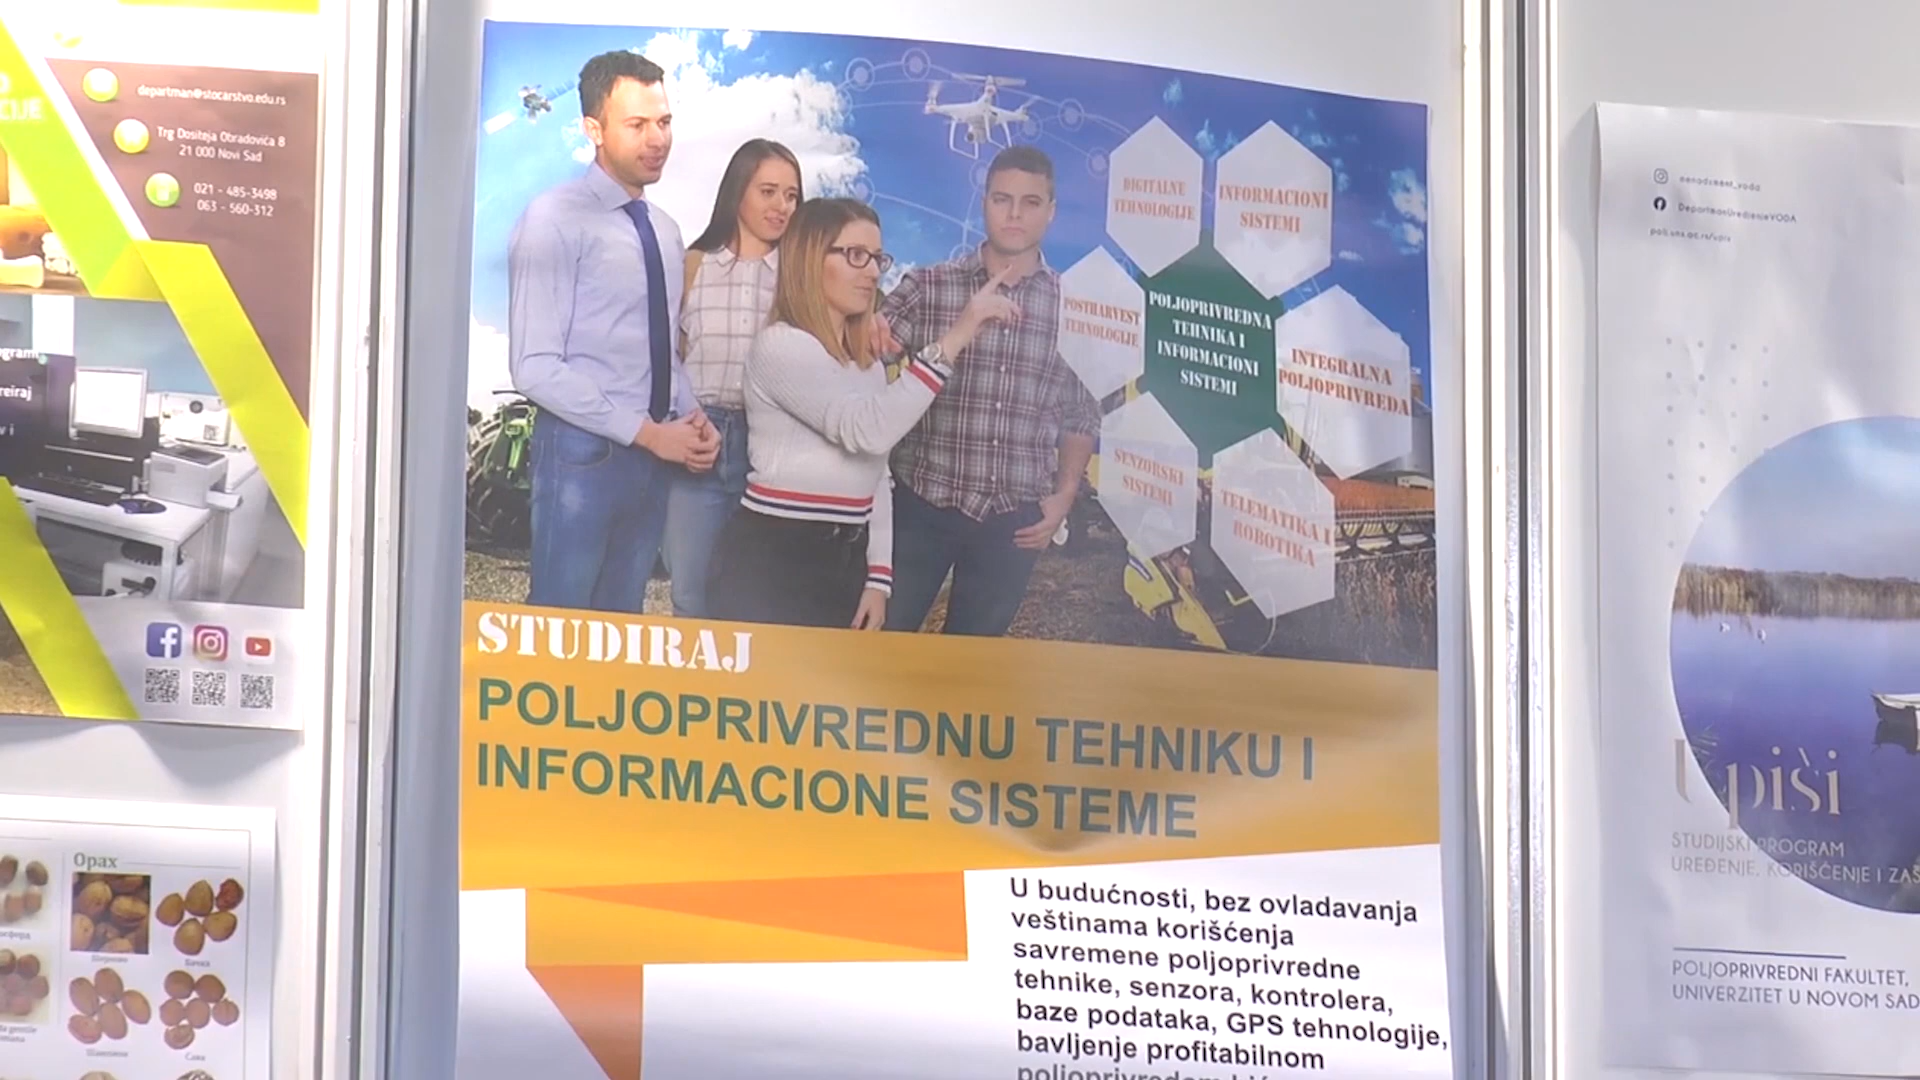 departman@stocarstvo.edu.rs
Trg Dositeja Obradovića 8
21 000 Novi Sad
021 - 485-3498
063 - 560-312
DIGITALNE
TEHNOLOGIJE
INFORMACIONI
SISTEMI
POSTHARVEST
TEHNOLOGIJE
POLJOPRIVREDNA
TEHNIKA I
INFORMACIONI
SISTEMI
INTEGRALNA
POLJOPRIVREDA
SENZORSKI
SISTEMI
TELEMATIKA I
ROBOTIKA
STUDIRAJ
POLJOPRIVREDNU TEHNIKU I
INFORMACIONE SISTEME
U budućnosti, bez ovladavanja
veštinama korišćenja
savremene poljoprivredne
tehnike, senzora, kontrolera,
baze podataka, GPS tehnologije,
bavljenje profitabilnom
Орах
DepartmanUredjenjeVODA
Upiši
STUDIJSKI PROGRAM
UREĐENJE, KORIŠĆENJE I ZAŠ
POLJOPRIVREDNI FAKULTET,
UNIVERZITET U NOVOM SAD